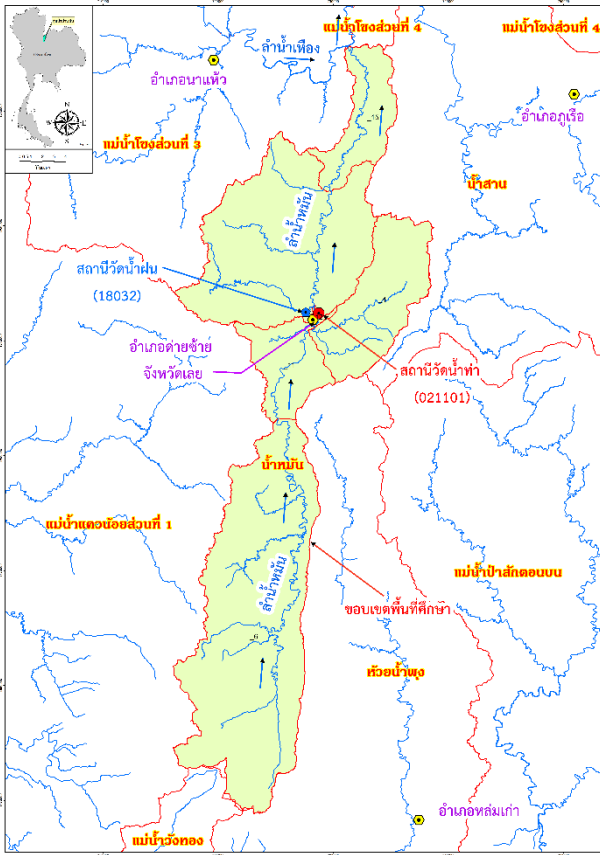 แม่น้ำโขงส่วนที่ 4
แม่น้ำโขงส่วนที่ 4
ลำน้ำเหือง
อำเภอนาแห้ว
อำเภอภูเรือ
N
แม่น้ำโขงส่วนที่ 3
น้ำสาน
ลำน้ำหมัน
สถานีวัดน้ำฝน
(18032)
อำเภอด่านซ้าย
จังหวัดเลย
สถานีวัดน้ำท่า
(021101)
น้ำหมัน
แม่น้ำแควน้อยส่วนที่ 1
แม่น้ำป่าสักตอนบน
ลำน้ำหมัน
ขอบเขตพื้นที่ศึกษา
ห้วยน้ำพุง
อำเภอหล่มเก่า
แม่น้ำวังทอง